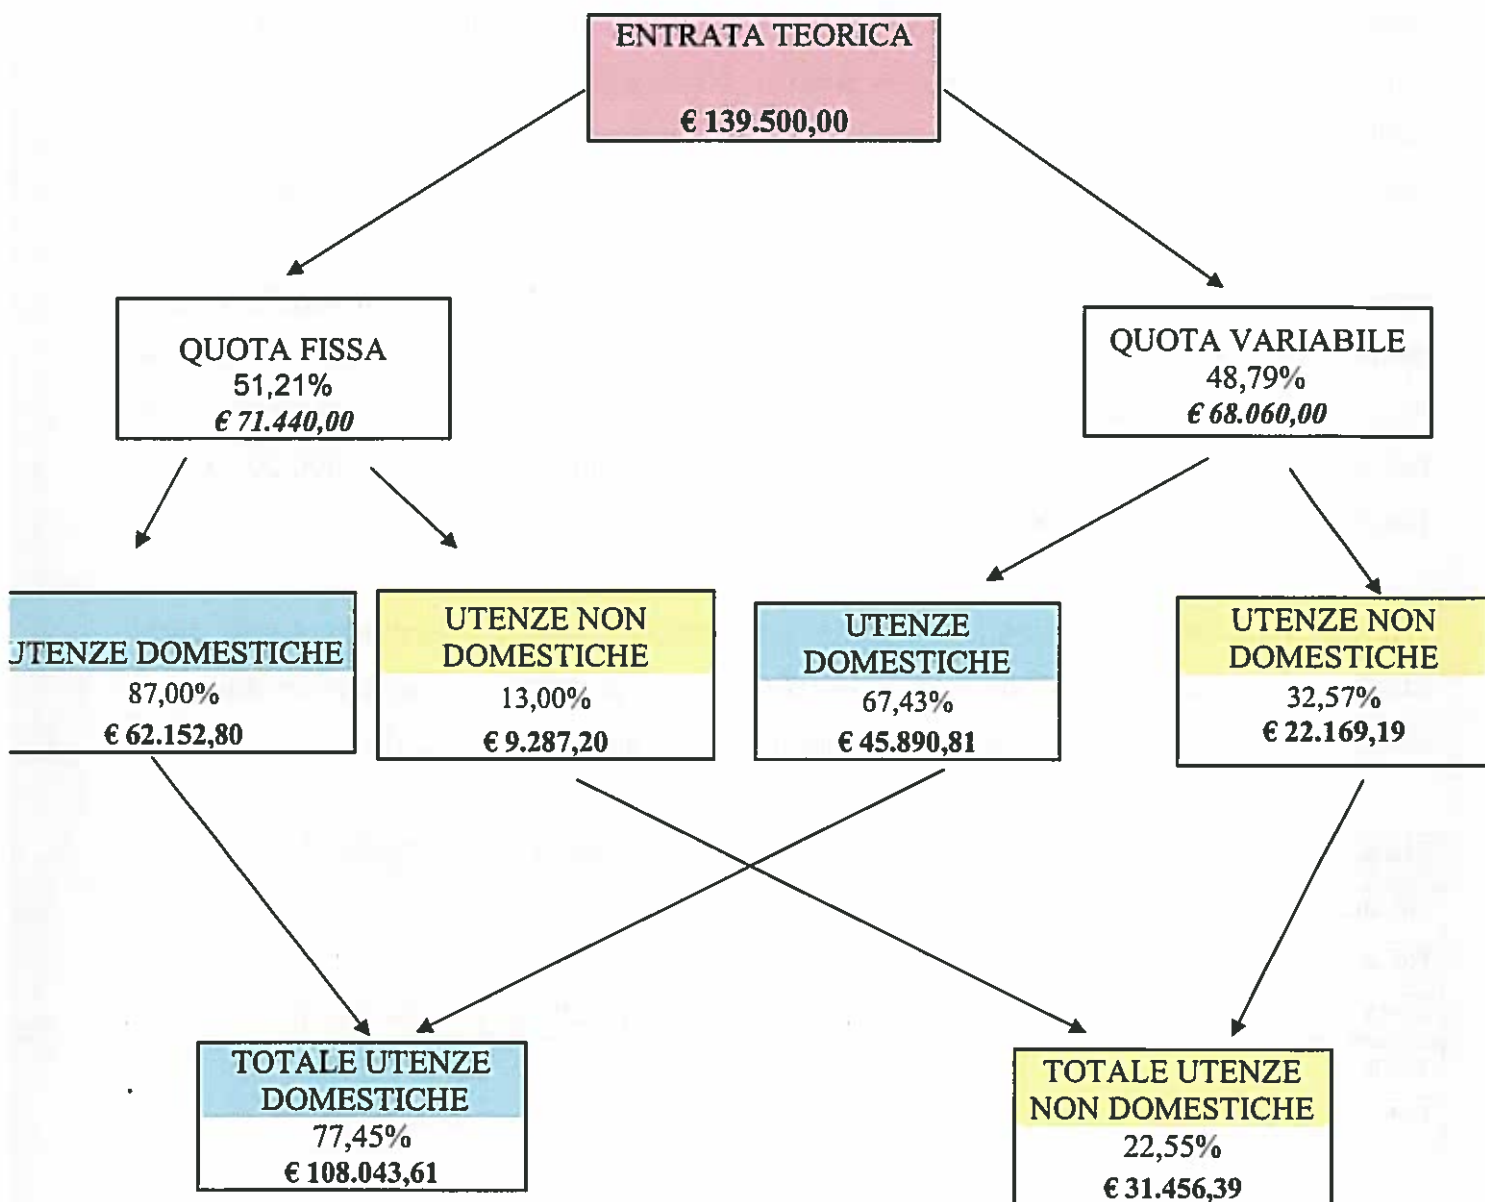 ENTRATA TEORICA
€ 139.500,00
QUOTA FISSA
51,21%
€ 71.440,00
QUOTA VARIABILE
48,79%
€ 68.060,00
UTENZE DOMESTICHE
87,00%
€ 62.152,80
UTENZE NON
DOMESTICHE
13,00%
€ 9.287,20
UTENZE
DOMESTICHE
67,43%
€ 45.890,81
UTENZE NON
DOMESTICHE
32,57%
€ 22.169,19
TOTALE UTENZE
DOMESTICHE
77,45%
€ 108.043,61
TOTALE UTENZE
NON DOMESTICHE
22,55%
€ 31.456,39